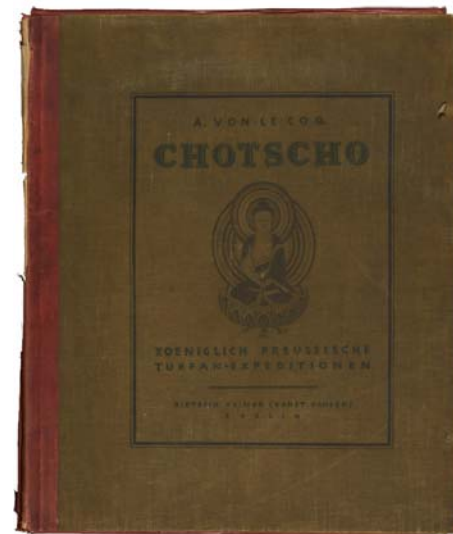 A. VON LE COQ
CHOTSCHO
KOENIGLICH PREUSSISCHE
TURFAN-EXPEDITIONEN
DIETRICH REIMER (ERNST VOHSEN)
BERLIN